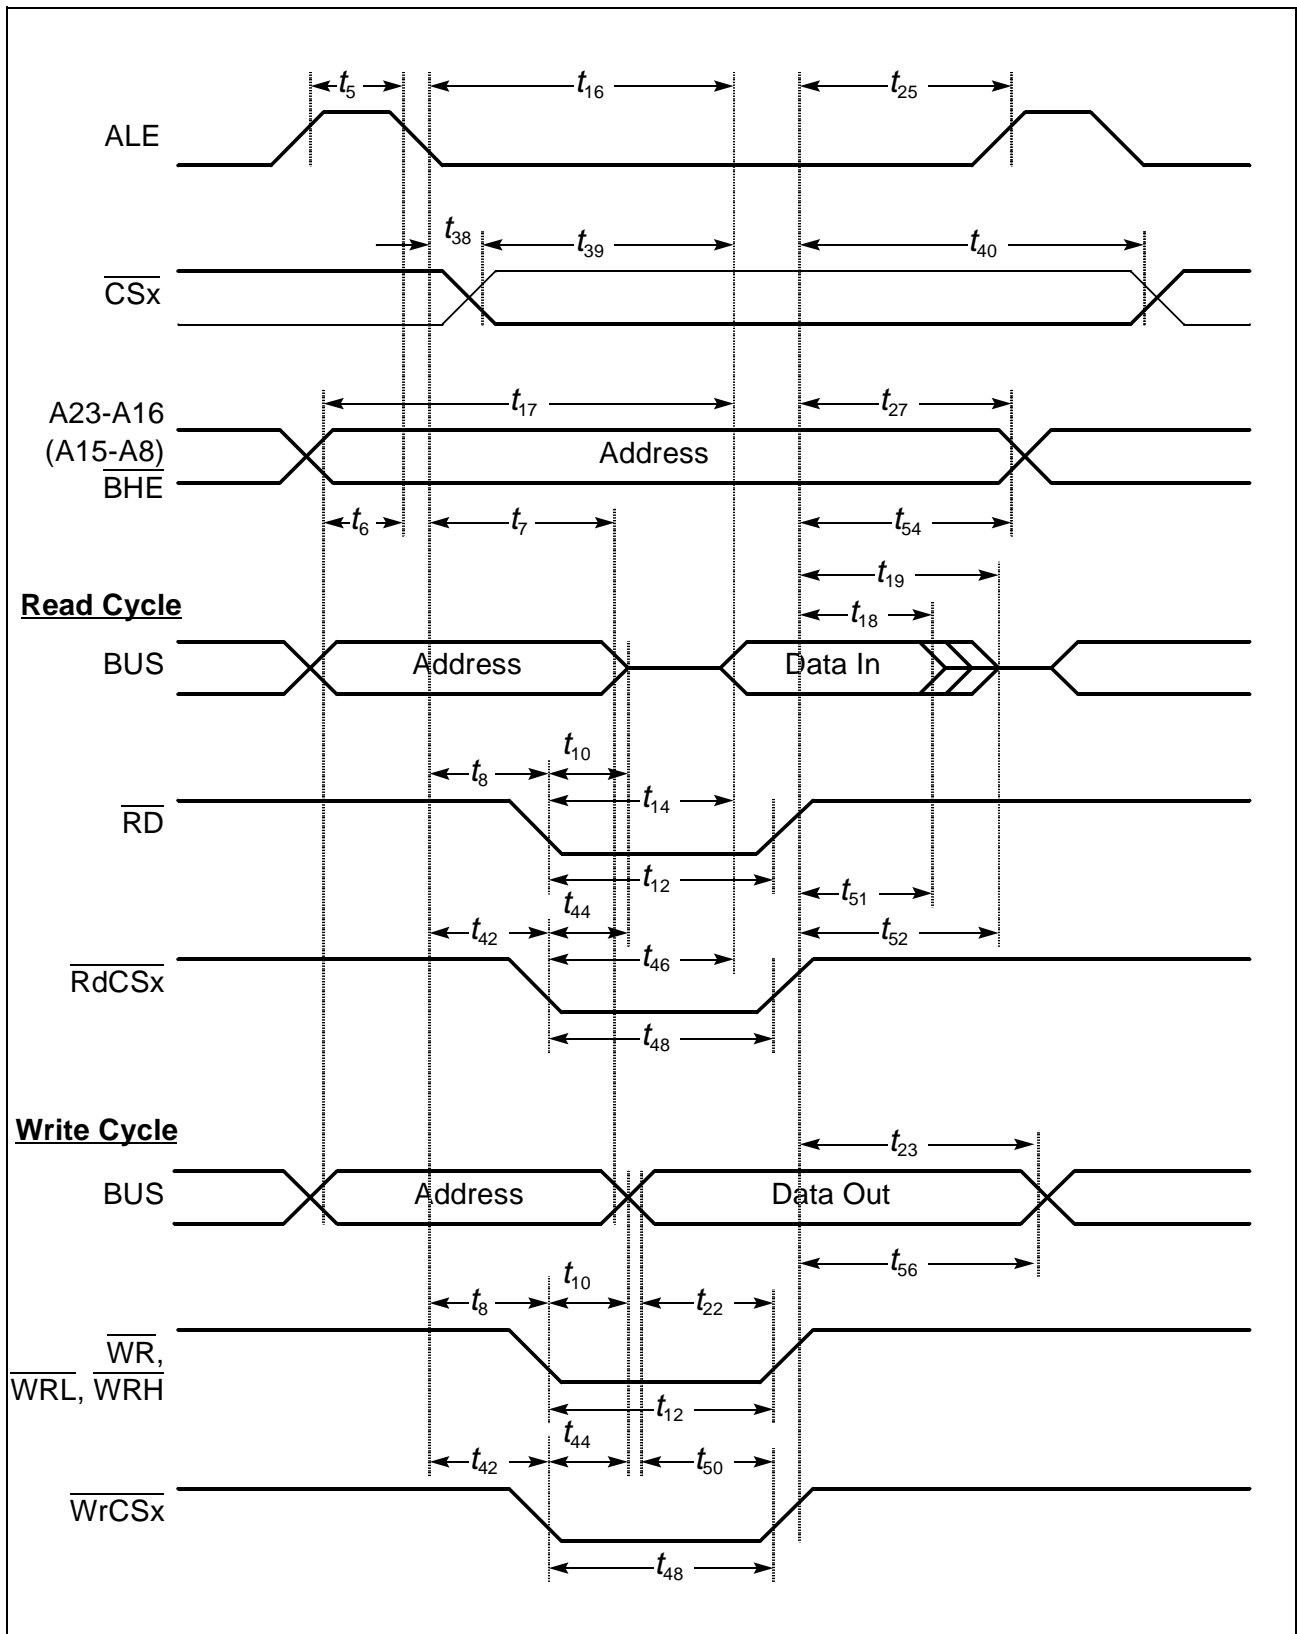 t5 t16 t25
ALE
t38 t39 t40
CSx
t17 t27
A23-A16
(A15-A8)
BHE
Address
t6 t7 t54
t19
Read Cycle
t18
BUS Address Data In
t10
t8
t14
RD
t12
t51
t44
t42 t52
t46
RdCSx
t48
Write Cycle
t23
BUS Address Data Out
t56
t10
t8 t22
WR,
WRL, WRH
t12
t44
t42 t50
WrCSx
t48